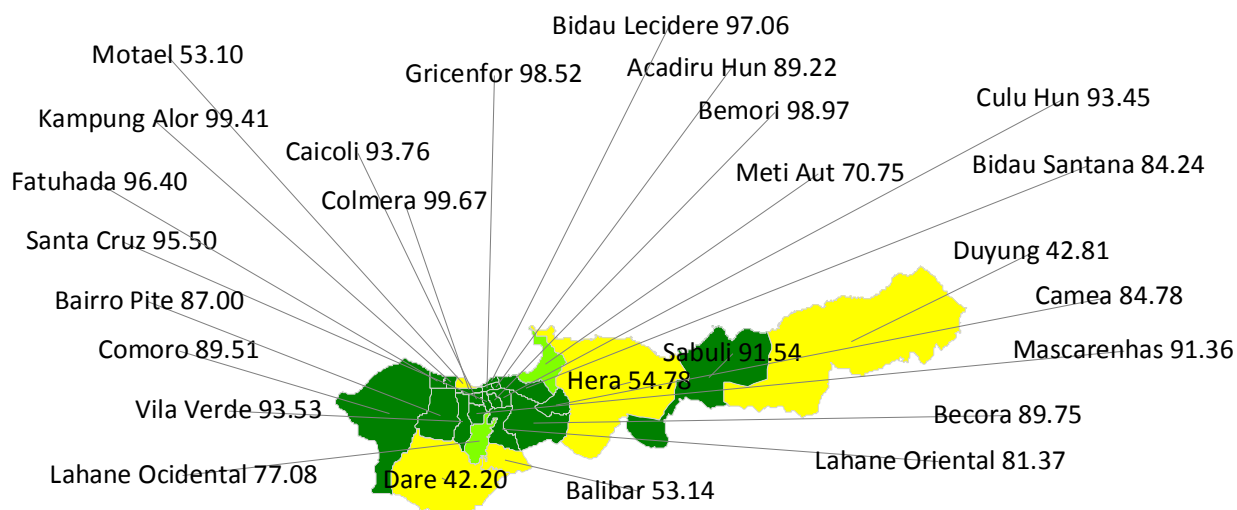 Bidau Lecidere 97.06
Motael 53.10
Gricenfor 98.52
Acadiru Hun 89.22
Culu Hun 93.45
Bemori 98.97
Kampung Alor 99.41
Caicoli 93.76
Bidau Santana 84.24
Meti Aut 70.75
Fatuhada 96.40
Colmera 99.67
Santa Cruz 95.50
Duyung 42.81
Bairro Pite 87.00
Camea 84.78
Comoro 89.51
Sabuli 91.54
Mascarenhas 91.36
Hera 54.78
Vila Verde 93.53
Becora 89.75
Lahane Oriental 81.37
Lahane Ocidental 77.08
Dare 42.20
Balibar 53.14